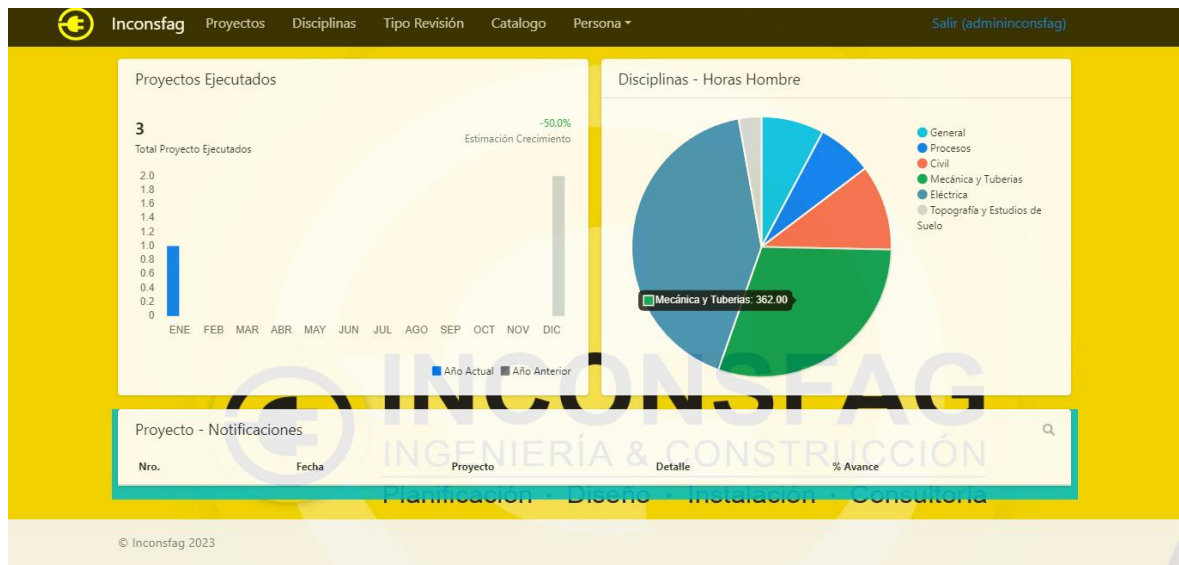 Inconsfag Proyectos Disciplinas Tipo Revisión Catalogo Persona Salir (admininconsfag)
Proyectos Ejecutados
3
Total Proyecto Ejecutados
-50.0%
Estimación Crecimiento
2.0
1.8
1.6
1.4
1.2
1.0
0.8
0.6
0.4
0.2
0
ENE FEB MAR ABR MAY JUN JUL AGO SEP OCT NOV DIC
Año Actual Año Anterior
Disciplinas - Horas Hombre
General
Procesos
Civil
Mecánica y Tuberias
Eléctrica
Topografía y Estudios de
Suelo
Mecánica y Tuberias: 362.00
INCONSFAG
INGENIERÍA & CONSTRUCCIÓN
Planificación · Diseño · Instalación · Consultoría
Proyecto - Notificaciones
Nro. Fecha Proyecto Detalle % Avance
© Inconsfag 2023